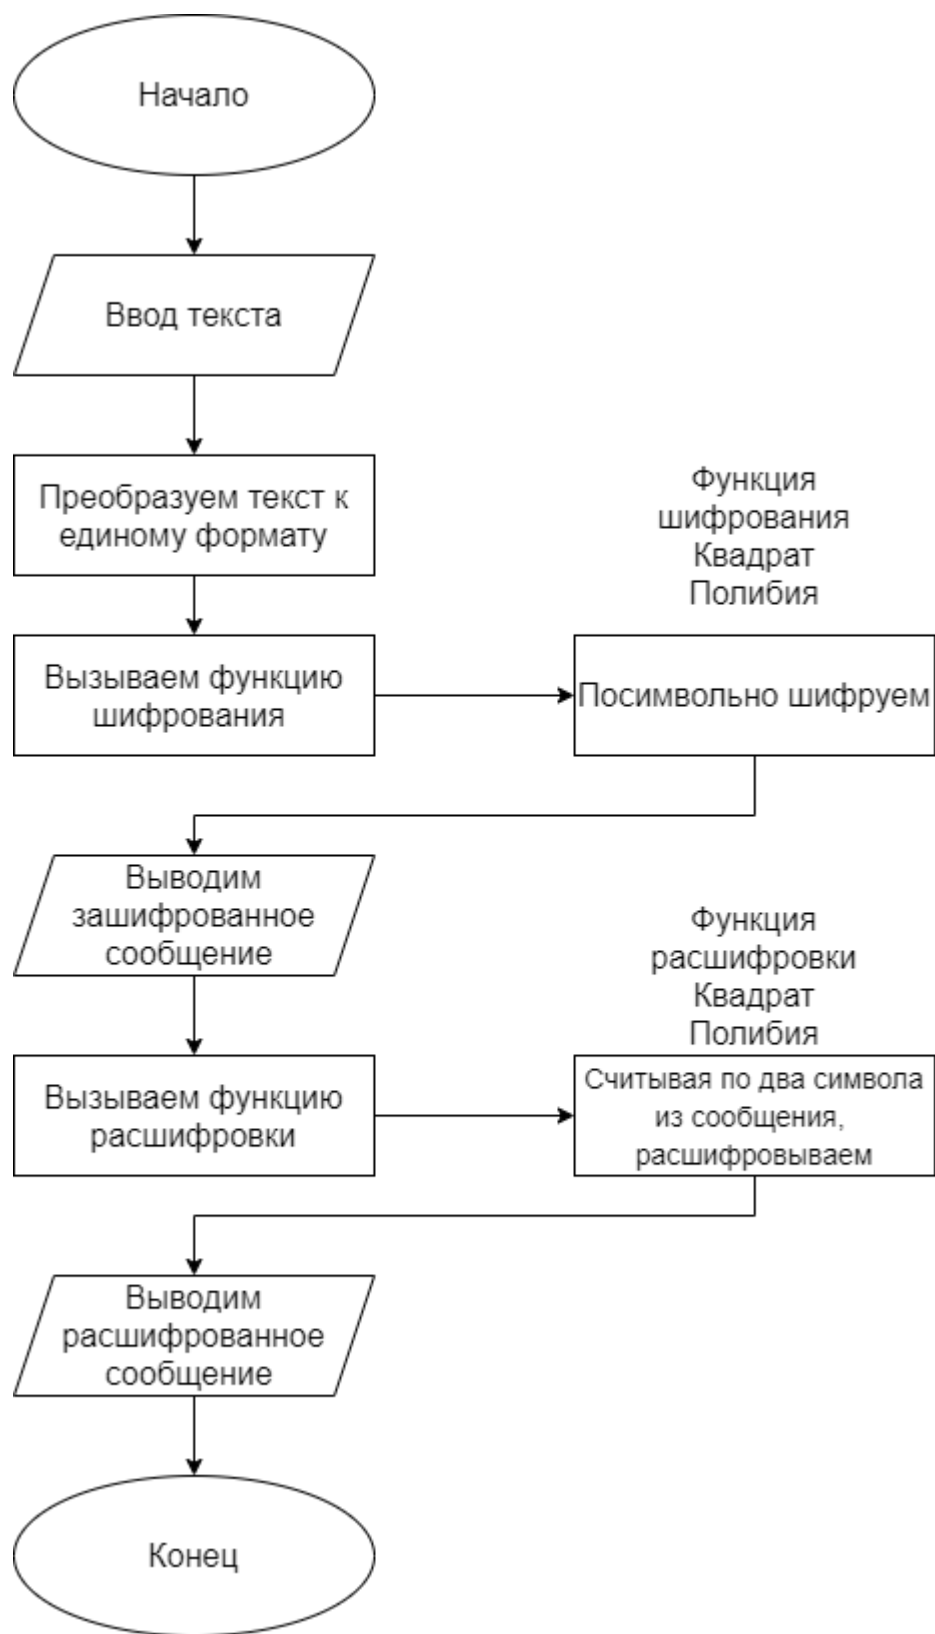 Начало
Ввод текста
Преобразуем текст к
единому формату
Функция
шифрования
Квадрат
Полибия
Вызываем функцию
шифрования
Посимвольно шифруем
Выводим
зашифрованное
сообщение
Функция
расшифровки
Квадрат
Полибия
Вызываем функцию
расшифровки
Считывая по два символа
из сообщения,
расшифровываем
Выводим
расшифрованное
сообщение
Конец